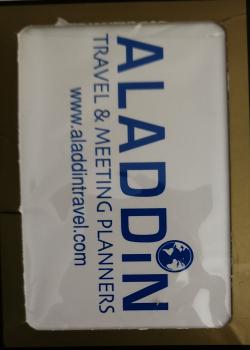 ALADDiN
TRAVEL & MEETING PLANNERS
www.aladdintravel.com